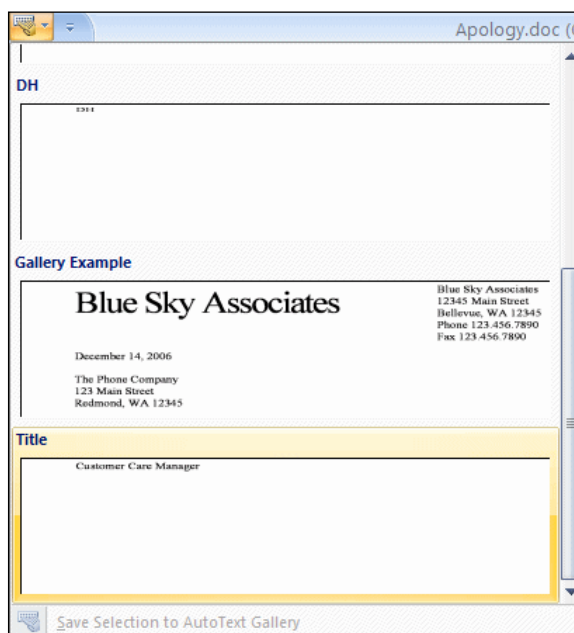 Apology.doc (
DH
DH
Gallery Example
Blue Sky Associates
Blue Sky Associates
12345 Main Street
Bellevue, WA 12345
Phone 123.456.7890
Fax 123.456.7890
December 14, 2006
The Phone Company
123 Main Street
Redmond, WA 12345
Title
Customer Care Manager
Save Selection to AutoText Gallery